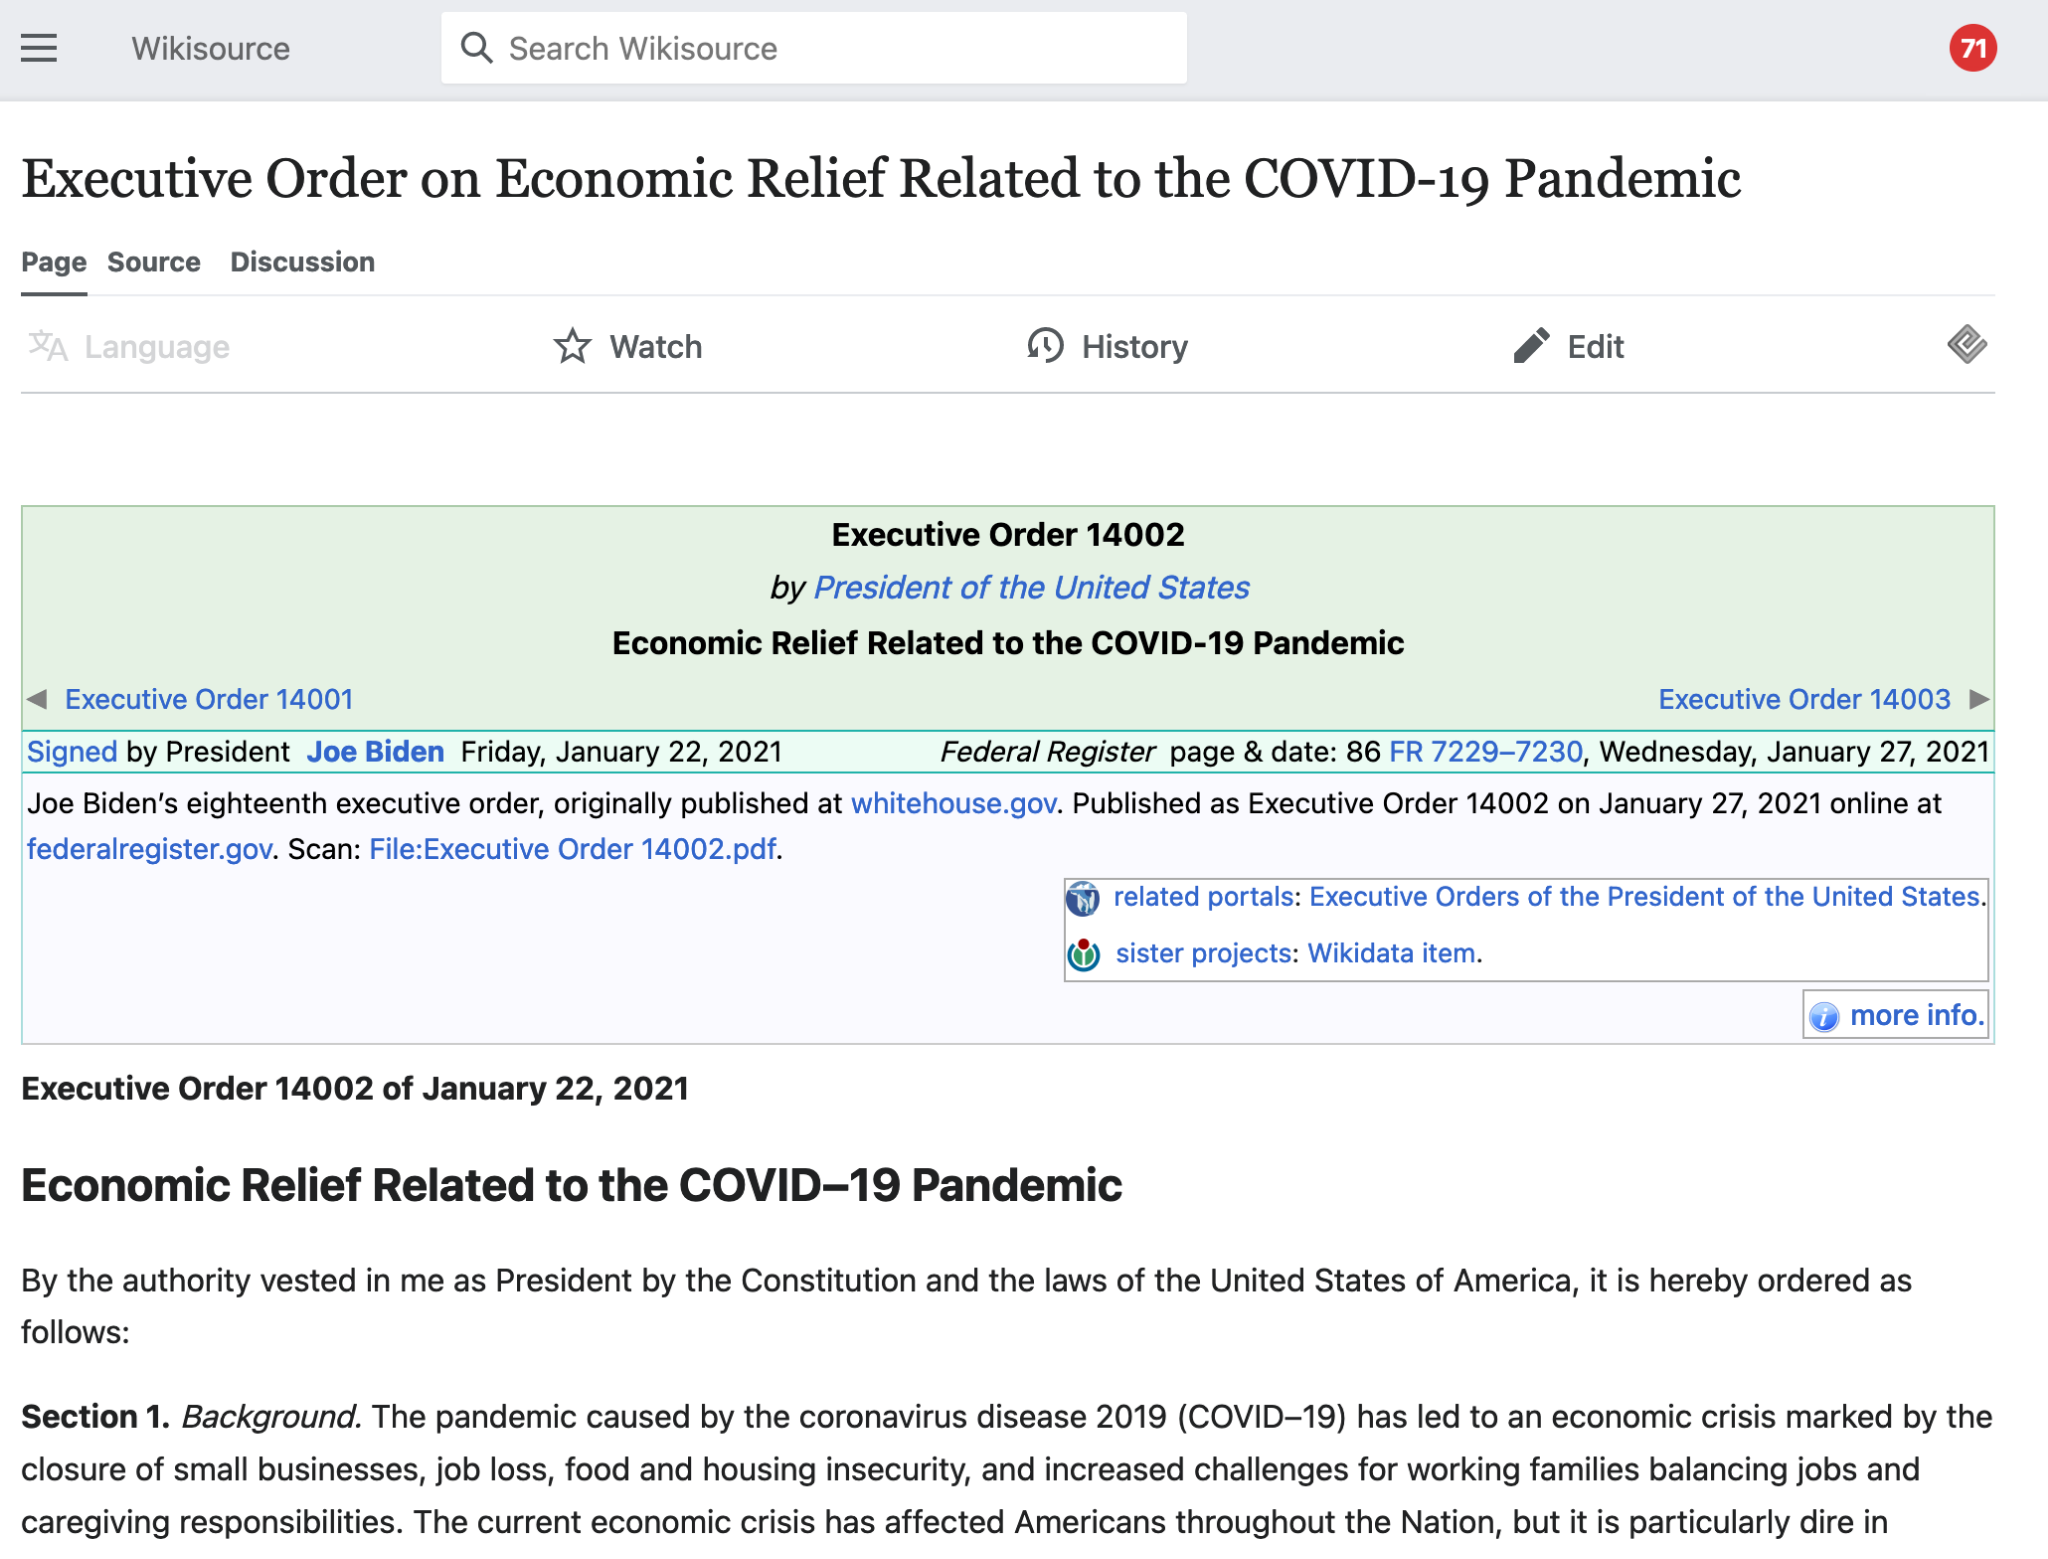 Wikisource
Search Wikisource
71
Executive Order on Economic Relief Related to the COVID-19 Pandemic
Page Source Discussion
Language Watch History Edit
Executive Order 14002
by President of the United States
Economic Relief Related to the COVID-19 Pandemic
◀ Executive Order 14001 Executive Order 14003 ▶
Signed by President Joe Biden Friday, January 22, 2021 Federal Register page & date: 86 FR 7229–7230, Wednesday, January 27, 2021
Joe Biden’s eighteenth executive order, originally published at whitehouse.gov. Published as Executive Order 14002 on January 27, 2021 online at
federalregister.gov. Scan: File:Executive Order 14002.pdf.
related portals: Executive Orders of the President of the United States.
sister projects: Wikidata item.
more info.
Executive Order 14002 of January 22, 2021
Economic Relief Related to the COVID–19 Pandemic
By the authority vested in me as President by the Constitution and the laws of the United States of America, it is hereby ordered as
follows:
Section 1. Background. The pandemic caused by the coronavirus disease 2019 (COVID–19) has led to an economic crisis marked by the
closure of small businesses, job loss, food and housing insecurity, and increased challenges for working families balancing jobs and
caregiving responsibilities. The current economic crisis has affected Americans throughout the Nation, but it is particularly dire in